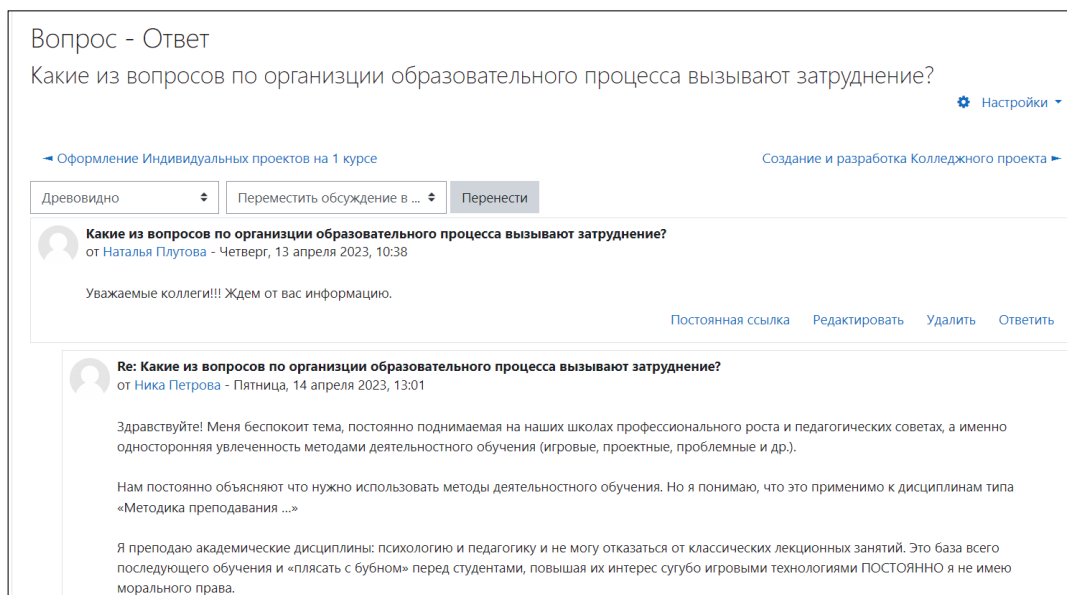 Вопрос - Ответ
Какие из вопросов по организции образовательного процесса вызывают затруднение?
Настройки
◄ Оформление Индивидуальных проектов на 1 курсе
Создание и разработка Колледжного проекта ►
Древовидно
Переместить обсуждение в ...
Перенести
Какие из вопросов по организции образовательного процесса вызывают затруднение?
от Наталья Плутова - Четверг, 13 апреля 2023, 10:38
Уважаемые коллеги!!! Ждем от вас информацию.
Постоянная ссылка Редактировать Удалить Ответить
Re: Какие из вопросов по организции образовательного процесса вызывают затруднение?
от Ника Петрова - Пятница, 14 апреля 2023, 13:01
Здравствуйте! Меня беспокоит тема, постоянно поднимаемая на наших школах профессионального роста и педагогических советах, а именно
односторонняя увлеченность методами деятельностного обучения (игровые, проектные, проблемные и др.).
Нам постоянно объясняют что нужно использовать методы деятельностного обучения. Но я понимаю, что это применимо к дисциплинам типа
«Методика преподавания ...»
Я преподаю академические дисциплины: психологию и педагогику и не могу отказаться от классических лекционных занятий. Это база всего
последующего обучения и «плясать с бубном» перед студентами, повышая их интерес сугубо игровыми технологиями ПОСТОЯННО я не имею
морального права.